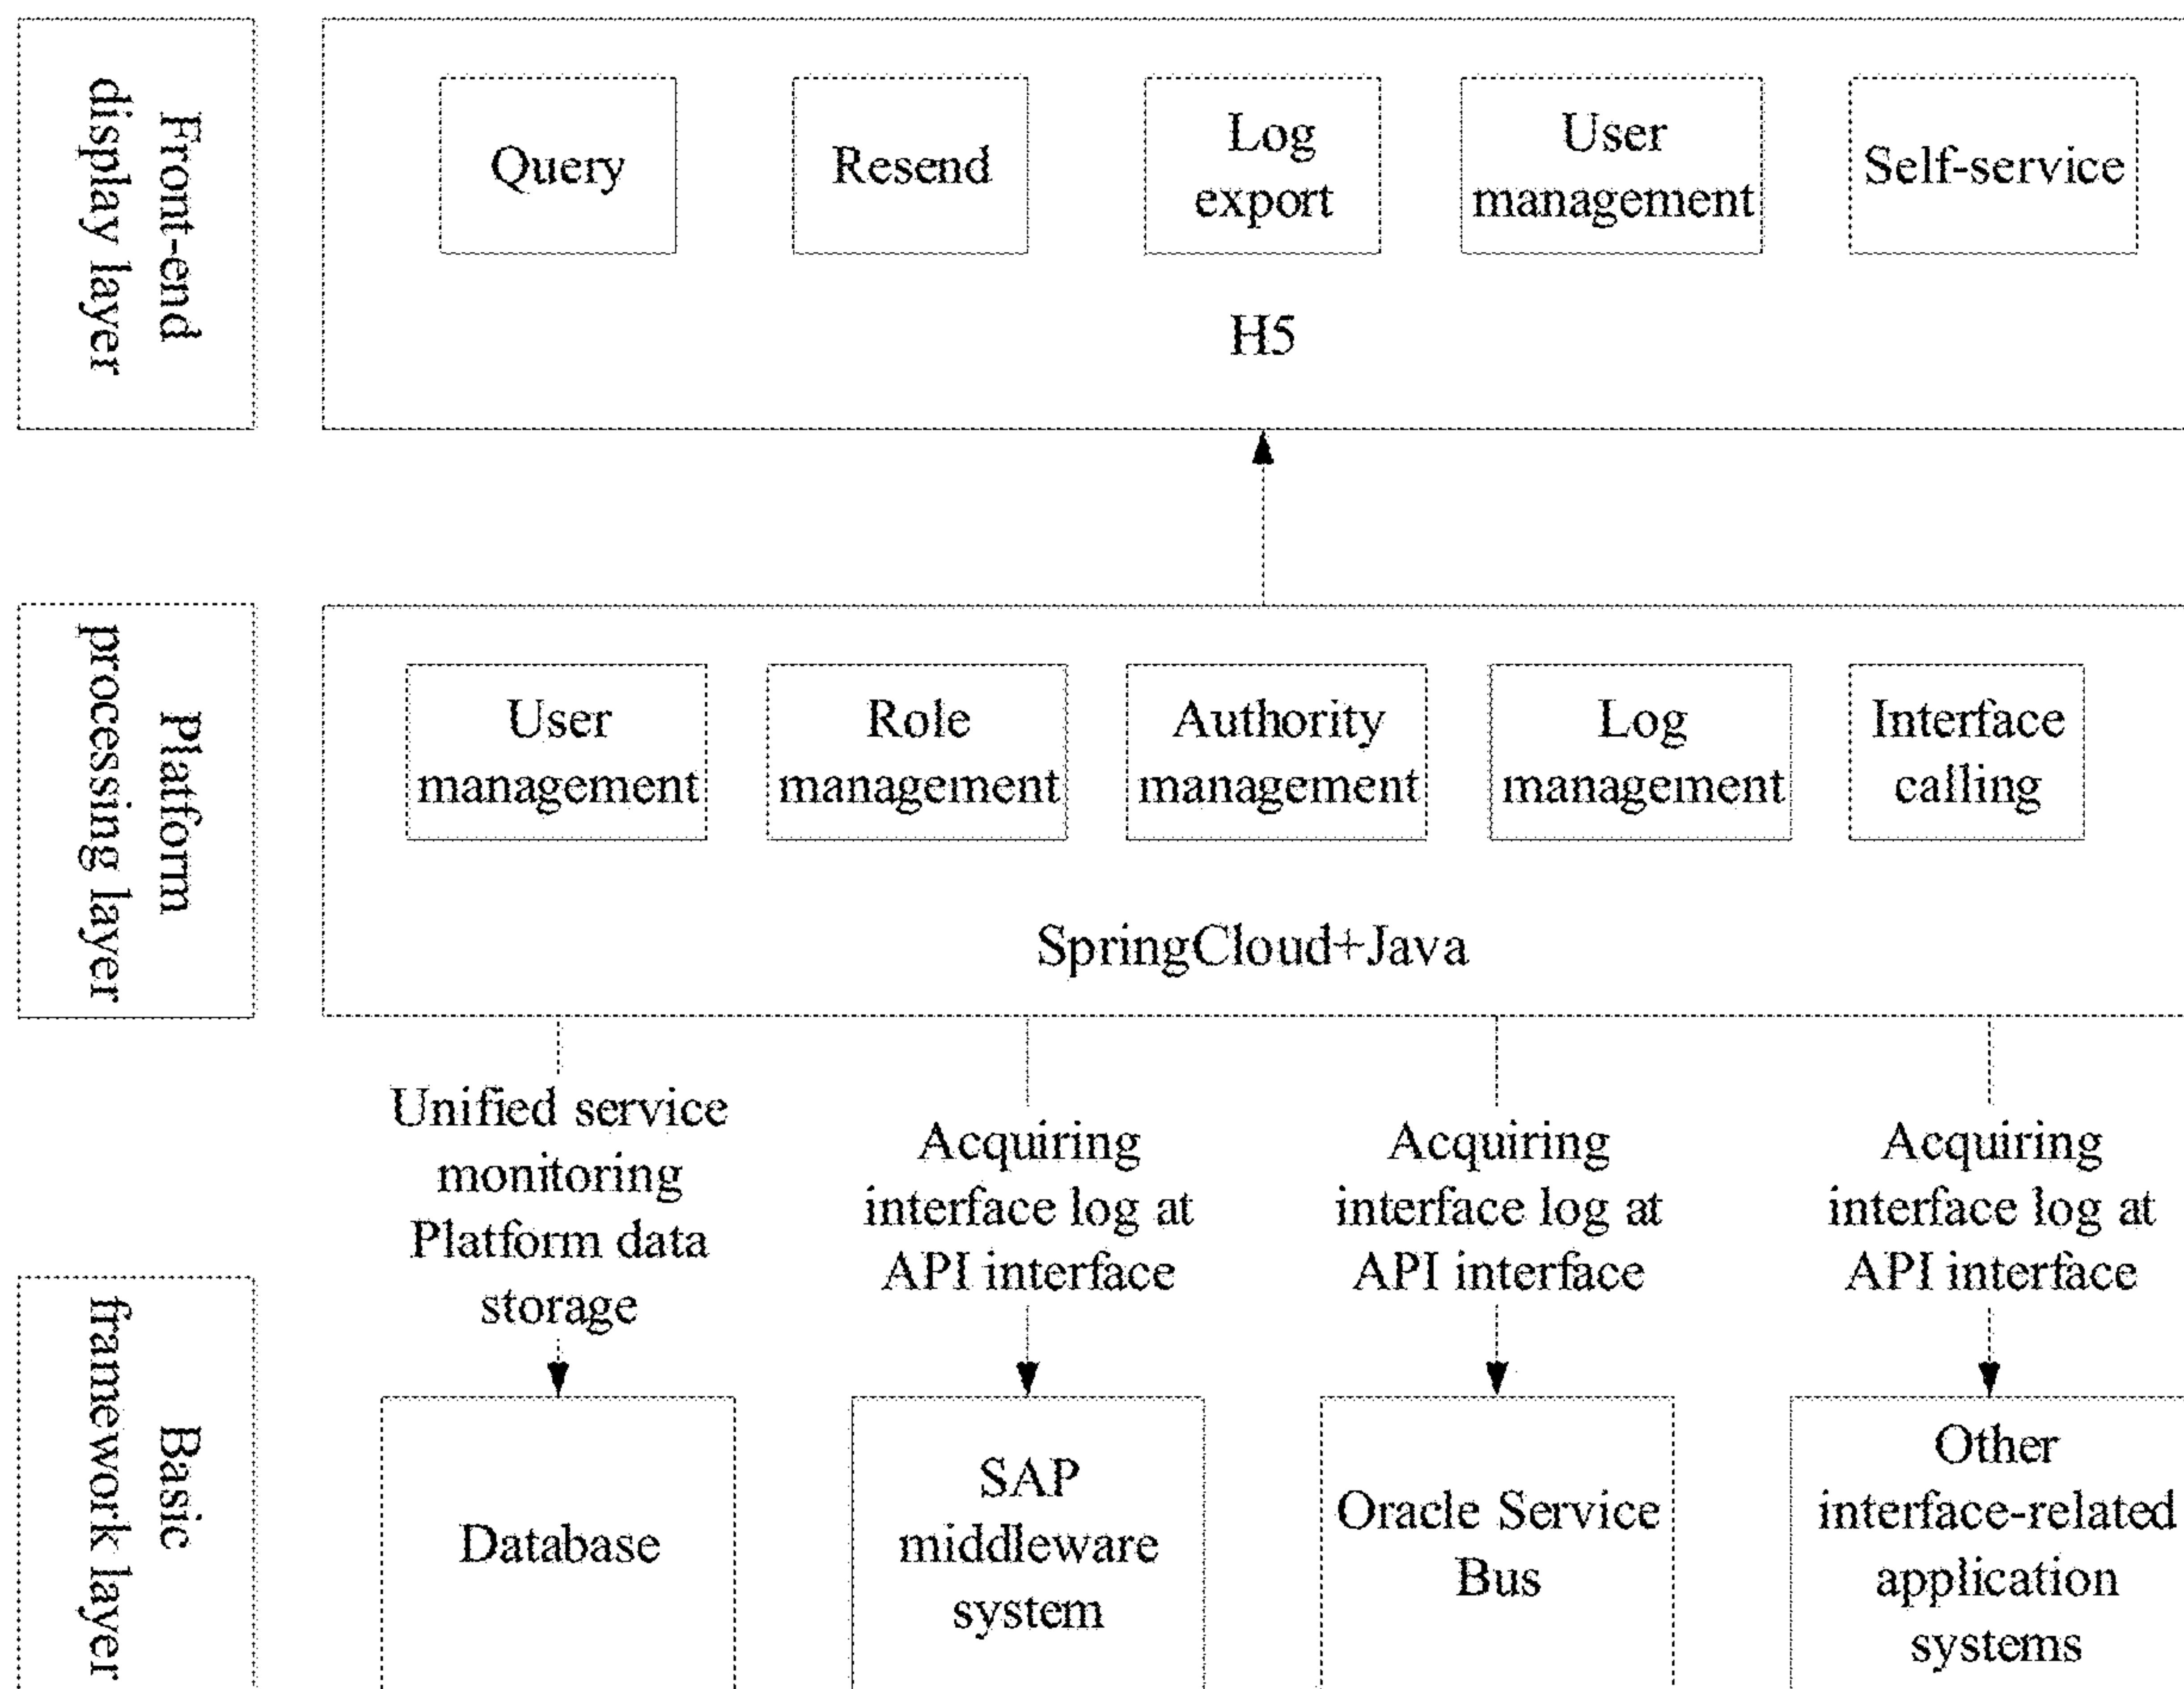 Front-end
display layer
Query
Resend
Log
export
User
management
Self-service
H5
Platform
processing layer
User
management
Role
management
Authority
management
Log
management
Interface
calling
SpringCloud+Java
Unified service
monitoring
Platform data
storage
Acquiring
interface log at
API interface
Acquiring
interface log at
API interface
Acquiring
interface log at
API interface
Basic
framework layer
Database
SAP
middleware
system
Oracle Service
Bus
Other
interface-related
application
systems